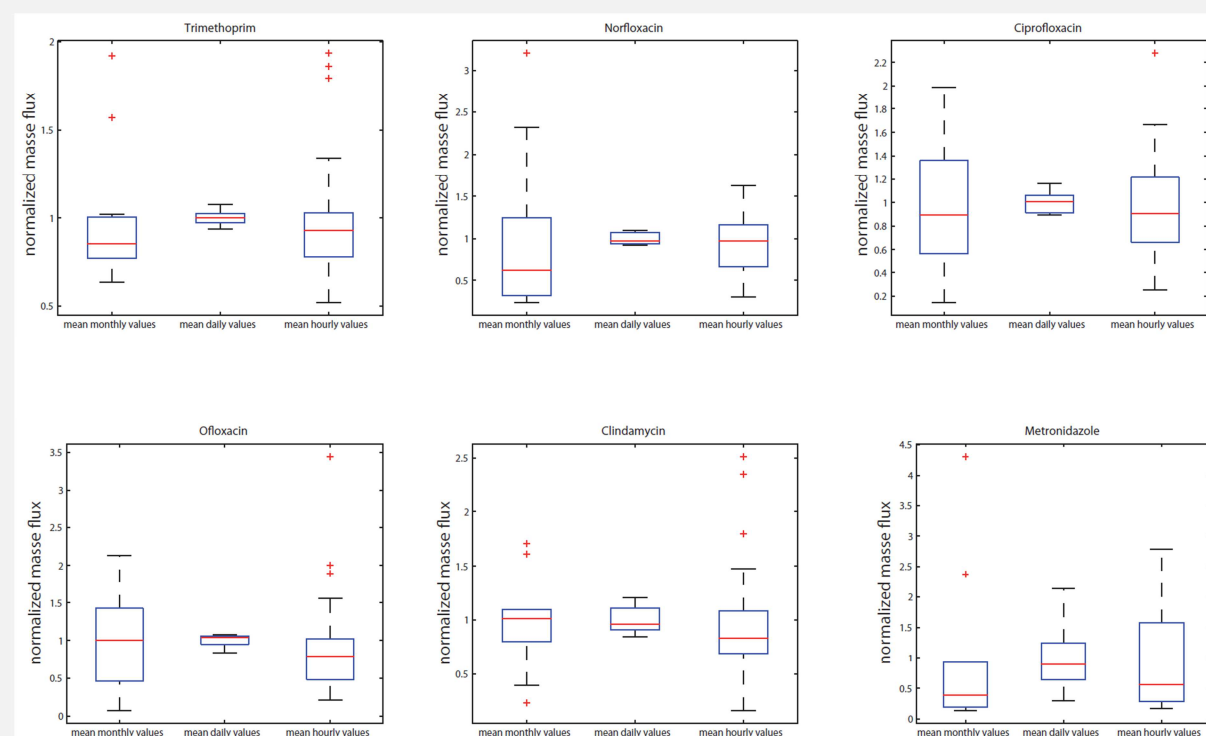 Trimethoprim
normalized masse flux
2
1.5
1
0.5
mean monthly values mean daily values mean hourly values
Norfloxacin
normalized masse flux
3
2.5
2
1.5
1
0.5
mean monthly values mean daily values mean hourly values
Ciprofloxacin
normalized masse flux
2.2
2
1.8
1.6
1.4
1.2
1
0.8
0.6
0.4
0.2
mean monthly values mean daily values mean hourly values
Ofloxacin
normalized masse flux
3.5
3
2.5
2
1.5
1
0.5
0
mean monthly values mean daily values mean hourly values
Clindamycin
normalized masse flux
2.5
2
1.5
1
0.5
mean monthly values mean daily values mean hourly values
Metronidazole
normalized masse flux
4.5
4
3.5
3
2.5
2
1.5
1
0.5
0
mean monthly values mean daily values mean hourly values